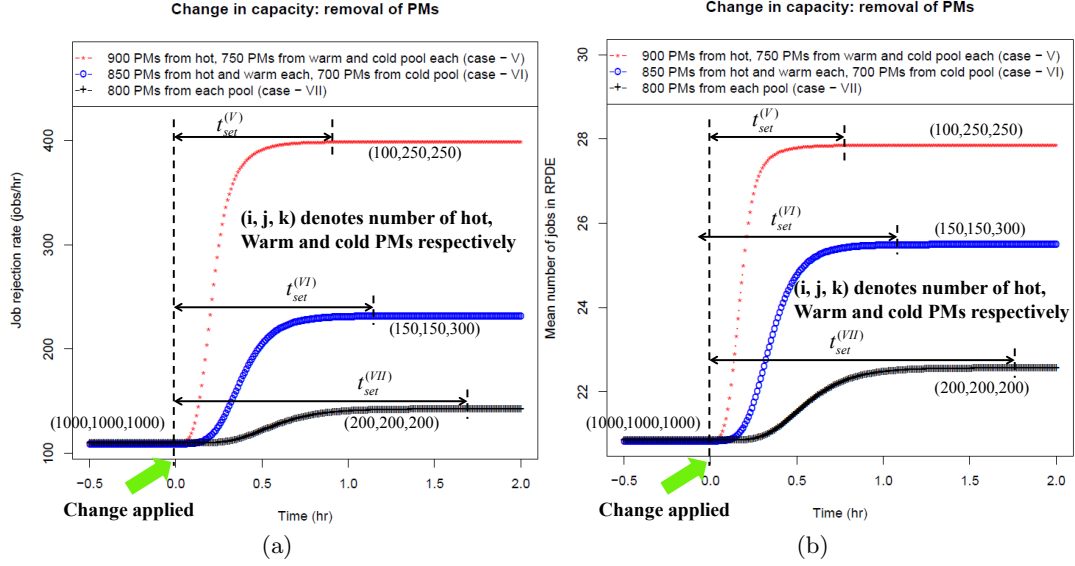 Change in capacity: removal of PMs
900 PMs from hot, 750 PMs from warm and cold pool each (case − V)
850 PMs from hot and warm each, 700 PMs from cold pool (case − VI)
800 PMs from each pool (case − VII)
t_set^(V)
(100,250,250)
(i, j, k) denotes number of hot,
Warm and cold PMs respectively
t_set^(VI)
(150,150,300)
t_set^(VII)
(1000,1000,1000)
(200,200,200)
Job rejection rate (jobs/hr)
400
300
200
100
−0.5 0.0 0.5 1.0 1.5 2.0
Change applied
Time (hr)
(a)
Change in capacity: removal of PMs
900 PMs from hot, 750 PMs from warm and cold pool each (case − V)
850 PMs from hot and warm each, 700 PMs from cold pool (case − VI)
800 PMs from each pool (case − VII)
t_set^(V)
(100,250,250)
t_set^(VI)
(150,150,300)
(i, j, k) denotes number of hot,
Warm and cold PMs respectively
t_set^(VII)
(200,200,200)
(1000,1000,1000)
Mean number of jobs in RPDE
30
28
26
24
22
−0.5 0.0 0.5 1.0 1.5 2.0
Change applied
Time (hr)
(b)